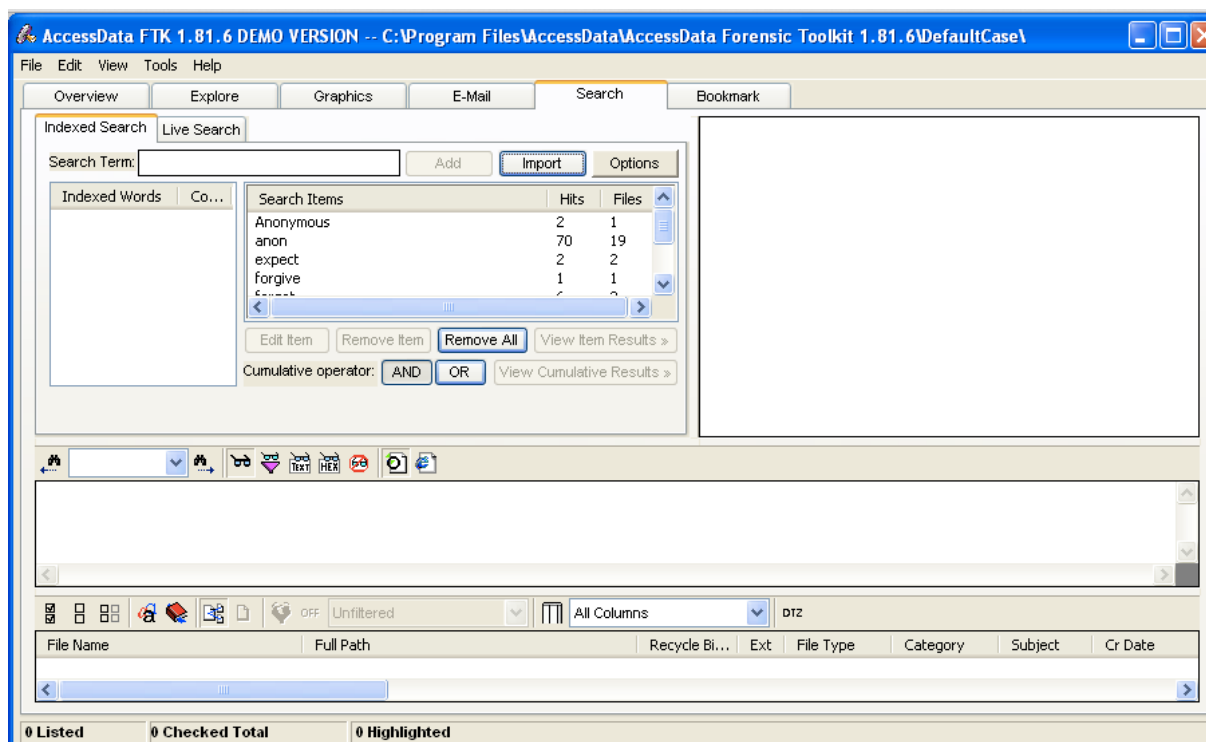 AccessData FTK 1.81.6 DEMO VERSION -- C:\Program Files\AccessData\AccessData Forensic Toolkit 1.81.6\DefaultCase\
File Edit View Tools Help
Overview Explore Graphics E-Mail Search Bookmark
Indexed Search Live Search
Search Term: Add Import Options
Indexed Words Co... Search Items Hits Files
Anonymous 2 1
anon 70 19
expect 2 2
forgive 1 1
Edit Item Remove Item Remove All View Item Results »
Cumulative operator: AND OR View Cumulative Results »
TEXT HEX
OFF Unfiltered All Columns DTZ
File Name Full Path Recycle Bi... Ext File Type Category Subject Cr Date
0 Listed 0 Checked Total 0 Highlighted